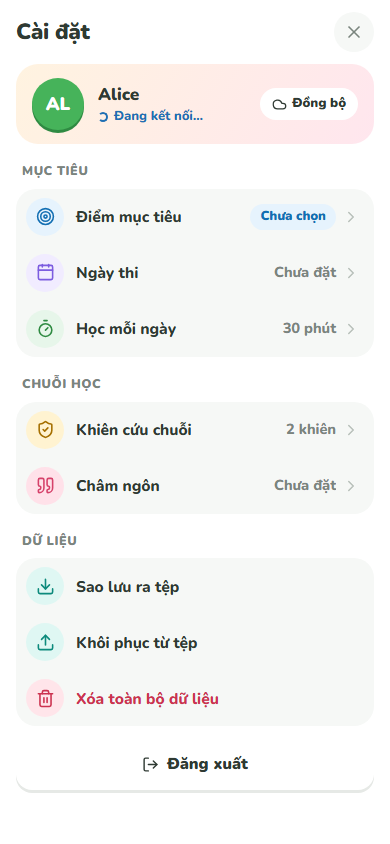 Cài đặt
AL
Alice
Đang kết nối...
Đồng bộ
MỤC TIÊU
Điểm mục tiêu
Chưa chọn
Ngày thi
Chưa đặt
Học mỗi ngày
30 phút
CHUỖI HỌC
Khiên cứu chuỗi
2 khiên
Châm ngôn
Chưa đặt
DỮ LIỆU
Sao lưu ra tệp
Khôi phục từ tệp
Xóa toàn bộ dữ liệu
Đăng xuất